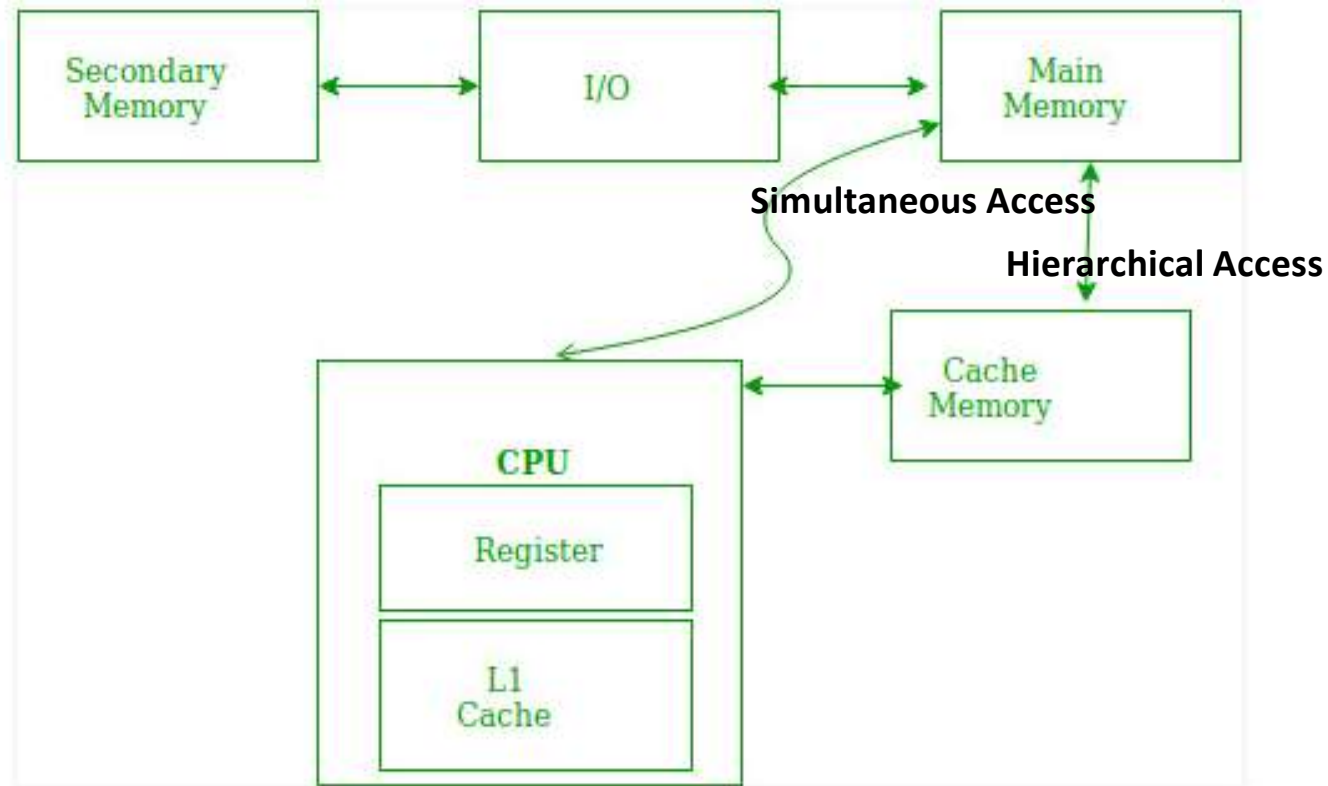 Secondary
Memory
I/O
Main
Memory
Simultaneous Access
Hierarchical Access
Cache
Memory
CPU
Register
L1
Cache